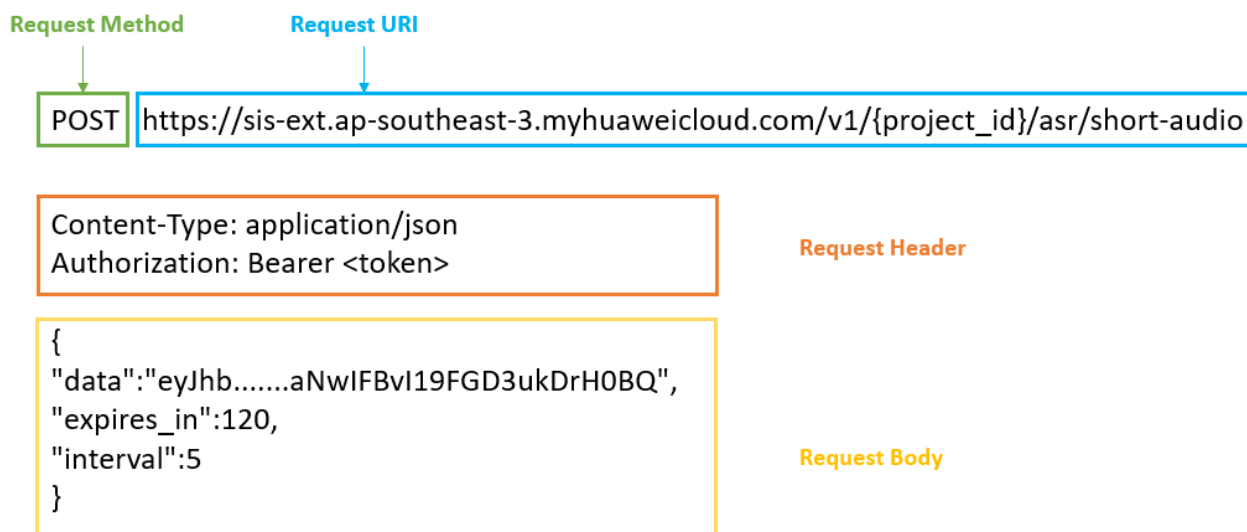 Request Method
Request URI
POST
https://sis-ext.ap-southeast-3.myhuaweicloud.com/v1/{project_id}/asr/short-audio
Content-Type: application/json
Authorization: Bearer <token>
Request Header
{
"data":"eyJhb.......aNwIFBvI19FGD3ukDrH0BQ",
"expires_in":120,
"interval":5
}
Request Body